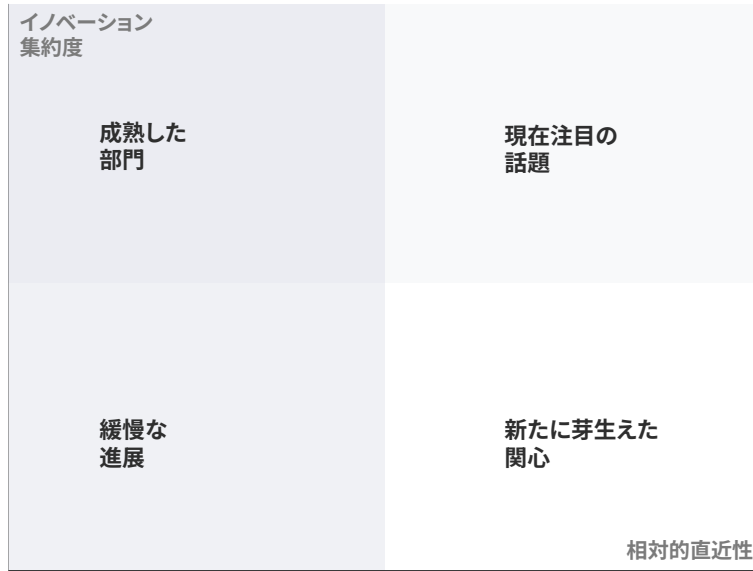 イノベーション
集約度
成熟した
部門
現在注目の
話題
緩慢な
進展
新たに芽生えた
関心
相対的直近性